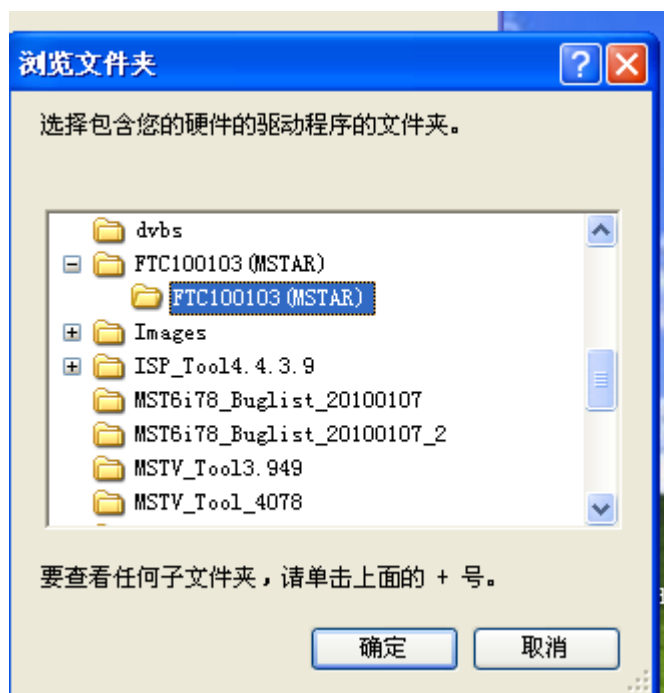 浏览文件夹
选择包含您的硬件的驱动程序的文件夹。
dvbs
FTC100103(MSTAR)
FTC100103(MSTAR)
Images
ISP_Tool4.4.3.9
MST6i78_Buglist_20100107
MST6i78_Buglist_20100107_2
MSTV_Tool3.949
MSTV_Tool_4078
要查看任何子文件夹，请单击上面的 + 号。
确定 取消